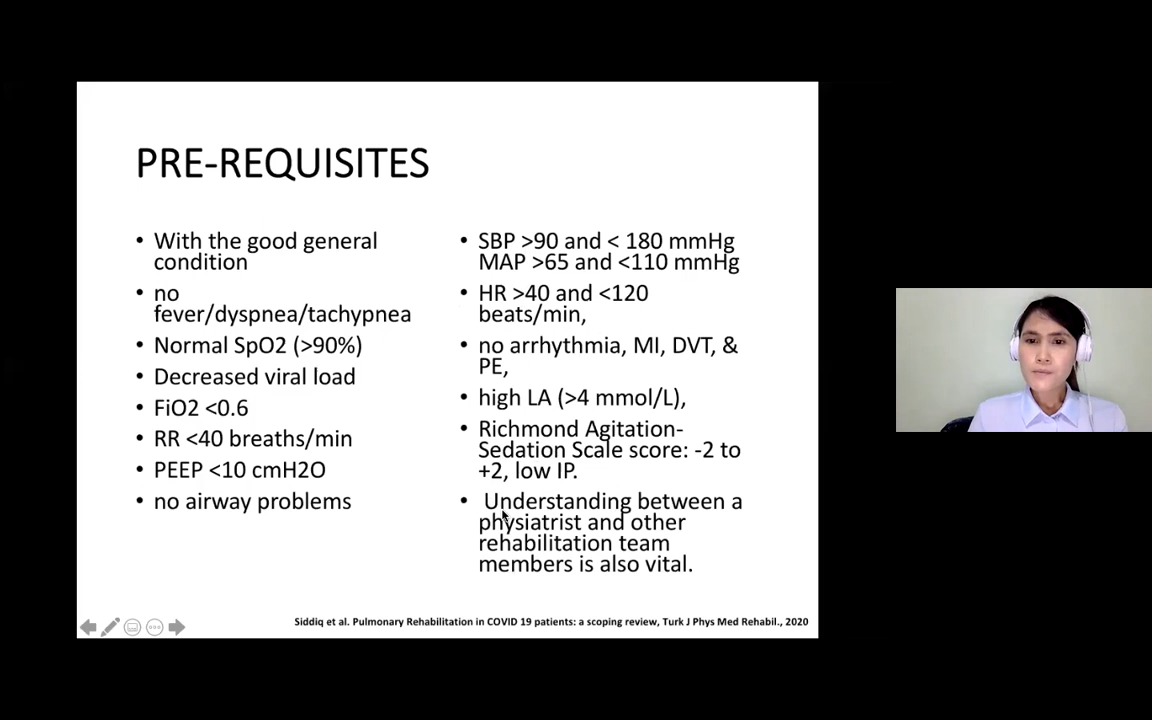 PRE-REQUISITES
• With the good general
condition
• no
fever/dyspnea/tachypnea
• Normal SpO2 (>90%)
• Decreased viral load
• FiO2 <0.6
• RR <40 breaths/min
• PEEP <10 cmH2O
• no airway problems
• SBP >90 and < 180 mmHg
MAP >65 and <110 mmHg
• HR >40 and <120
beats/min,
• no arrhythmia, MI, DVT, &
PE,
• high LA (>4 mmol/L),
• Richmond Agitation-
Sedation Scale score: -2 to
+2, low IP.
• Understanding between a
physiatrist and other
rehabilitation team
members is also vital.
Siddiq et al. Pulmonary Rehabilitation in COVID 19 patients: a scoping review, Turk J Phys Med Rehabil., 2020